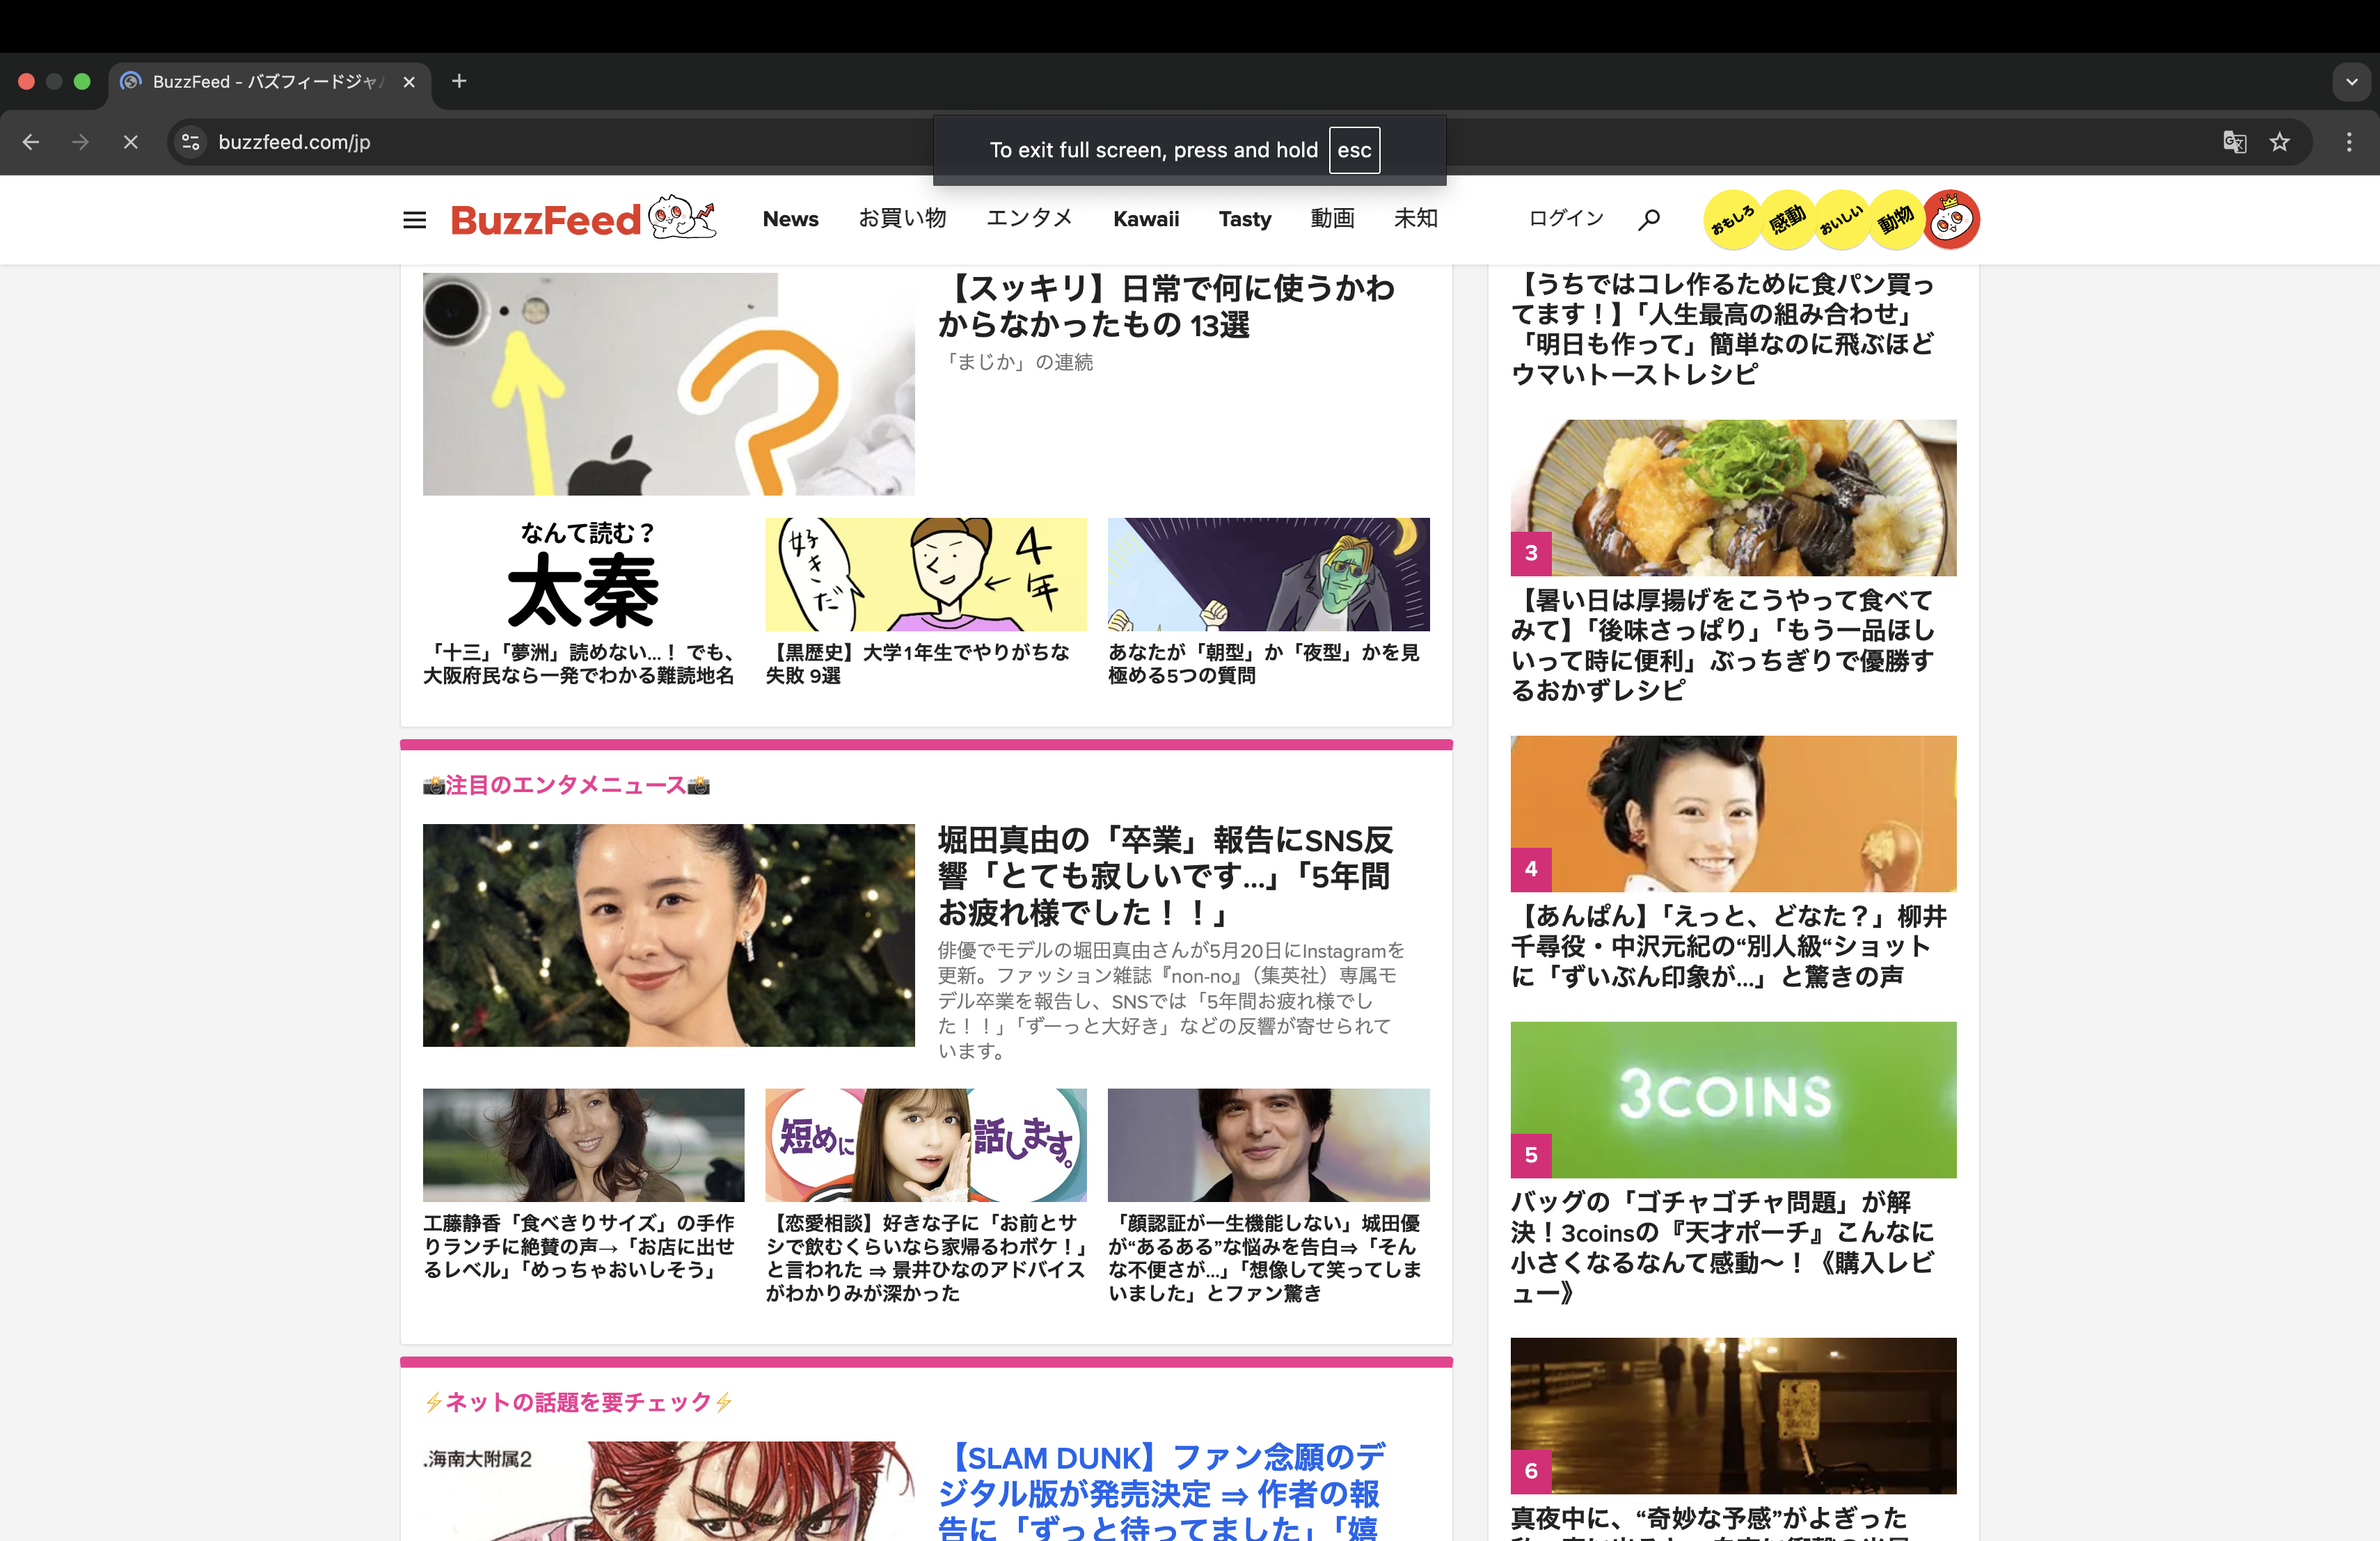 BuzzFeed - バズフィードジャ
buzzfeed.com/jp
To exit full screen, press and hold esc
BuzzFeed
News お買い物 エンタメ Kawaii Tasty 動画 未知
ログイン
おもしろ 感動 おいしい 動物
【スッキリ】日常で何に使うかわ
からなかったもの 13選
「まじか」の連続
なんて読む？
太秦
「十三」「夢洲」読めない...！ でも、
大阪府民なら一発でわかる難読地名
好きだ
4年
【黒歴史】大学1年生でやりがちな
失敗 9選
あなたが「朝型」か「夜型」かを見
極める5つの質問
📸注目のエンタメニュース📸
堀田真由の「卒業」報告にSNS反
響「とても寂しいです...」「5年間
お疲れ様でした！！」
俳優でモデルの堀田真由さんが5月20日にInstagramを
更新。ファッション雑誌『non-no』（集英社）専属モ
デル卒業を報告し、SNSでは「5年間お疲れ様でし
た！！」「ずーっと大好き」などの反響が寄せられて
います。
工藤静香「食べきりサイズ」の手作
りランチに絶賛の声→「お店に出せ
るレベル」「めっちゃおいしそう」
短めに 話します。
【恋愛相談】好きな子に「お前とサ
シで飲むくらいなら家帰るわボケ！」
と言われた ⇒ 景井ひなのアドバイス
がわかりみが深かった
「顔認証が一生機能しない」城田優
が“あるある”な悩みを告白⇒「そん
な不便さが...」「想像して笑ってしま
いました」とファン驚き
⚡ネットの話題を要チェック⚡
.海南大附属2
【SLAM DUNK】ファン念願のデ
ジタル版が発売決定 ⇒ 作者の報
告に「ずっと待ってました」「嬉
【うちではコレ作るために食パン買っ
てます！】「人生最高の組み合わせ」
「明日も作って」簡単なのに飛ぶほど
ウマいトーストレシピ
3
【暑い日は厚揚げをこうやって食べて
みて】「後味さっぱり」「もう一品ほし
いって時に便利」ぶっちぎりで優勝す
るおかずレシピ
4
【あんぱん】「えっと、どなた？」柳井
千尋役・中沢元紀の“別人級“ショット
に「ずいぶん印象が...」と驚きの声
3COINS
5
バッグの「ゴチャゴチャ問題」が解
決！3coinsの『天才ポーチ』こんなに
小さくなるなんて感動〜！《購入レビ
ュー》
6
真夜中に、“奇妙な予感”がよぎった